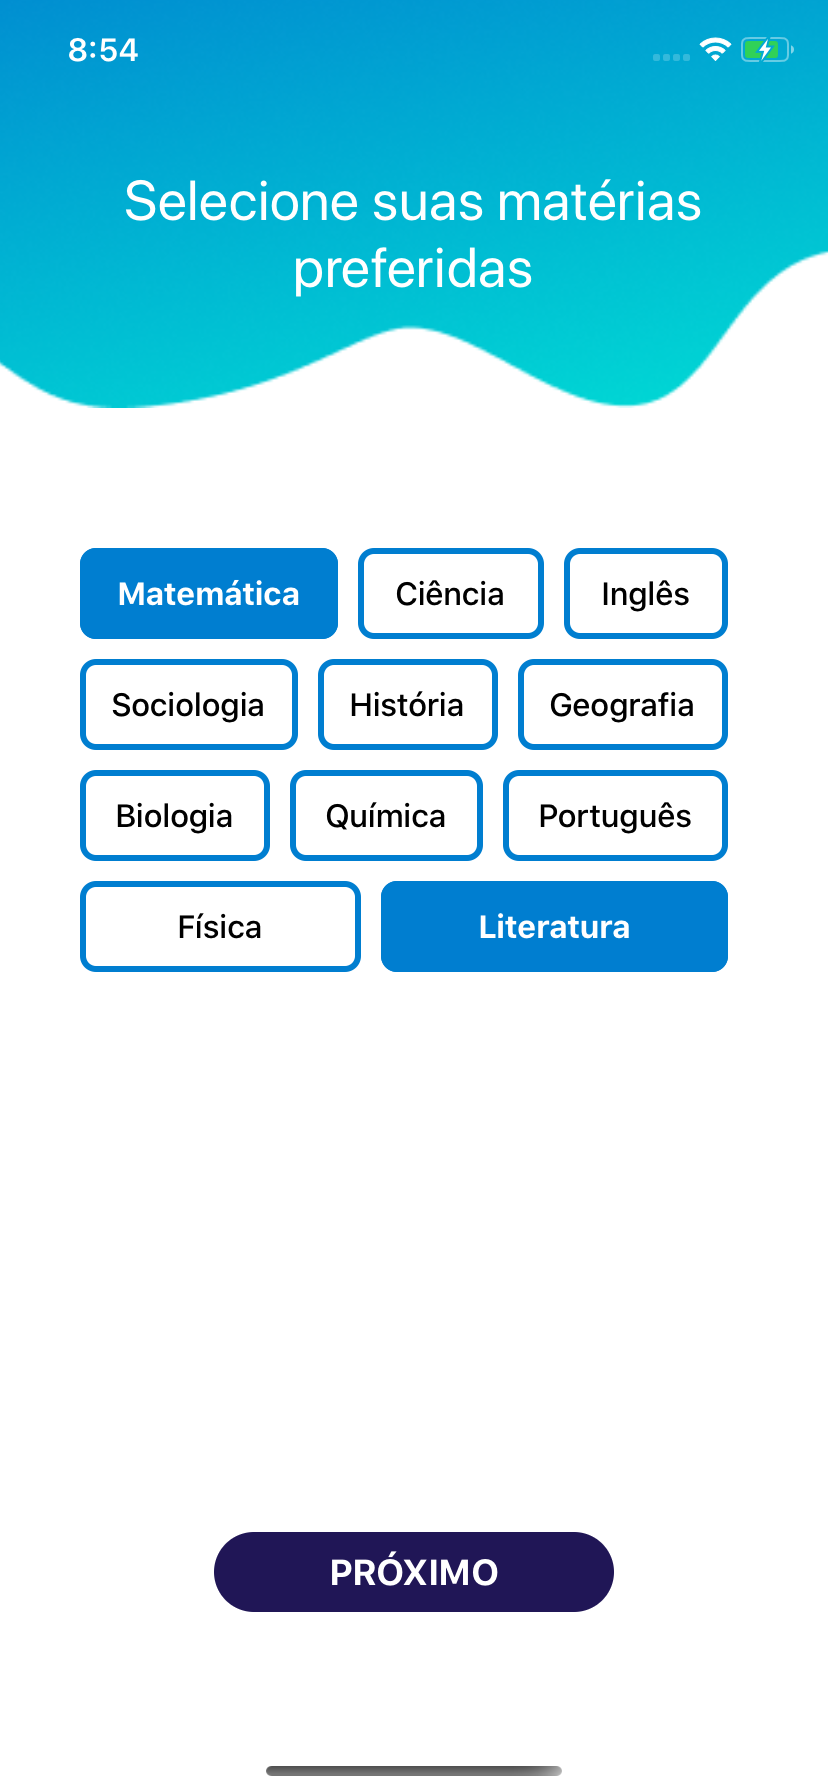 8:54
Selecione suas matérias
preferidas
Matemática Ciência Inglês
Sociologia História Geografia
Biologia Química Português
Física Literatura
PRÓXIMO